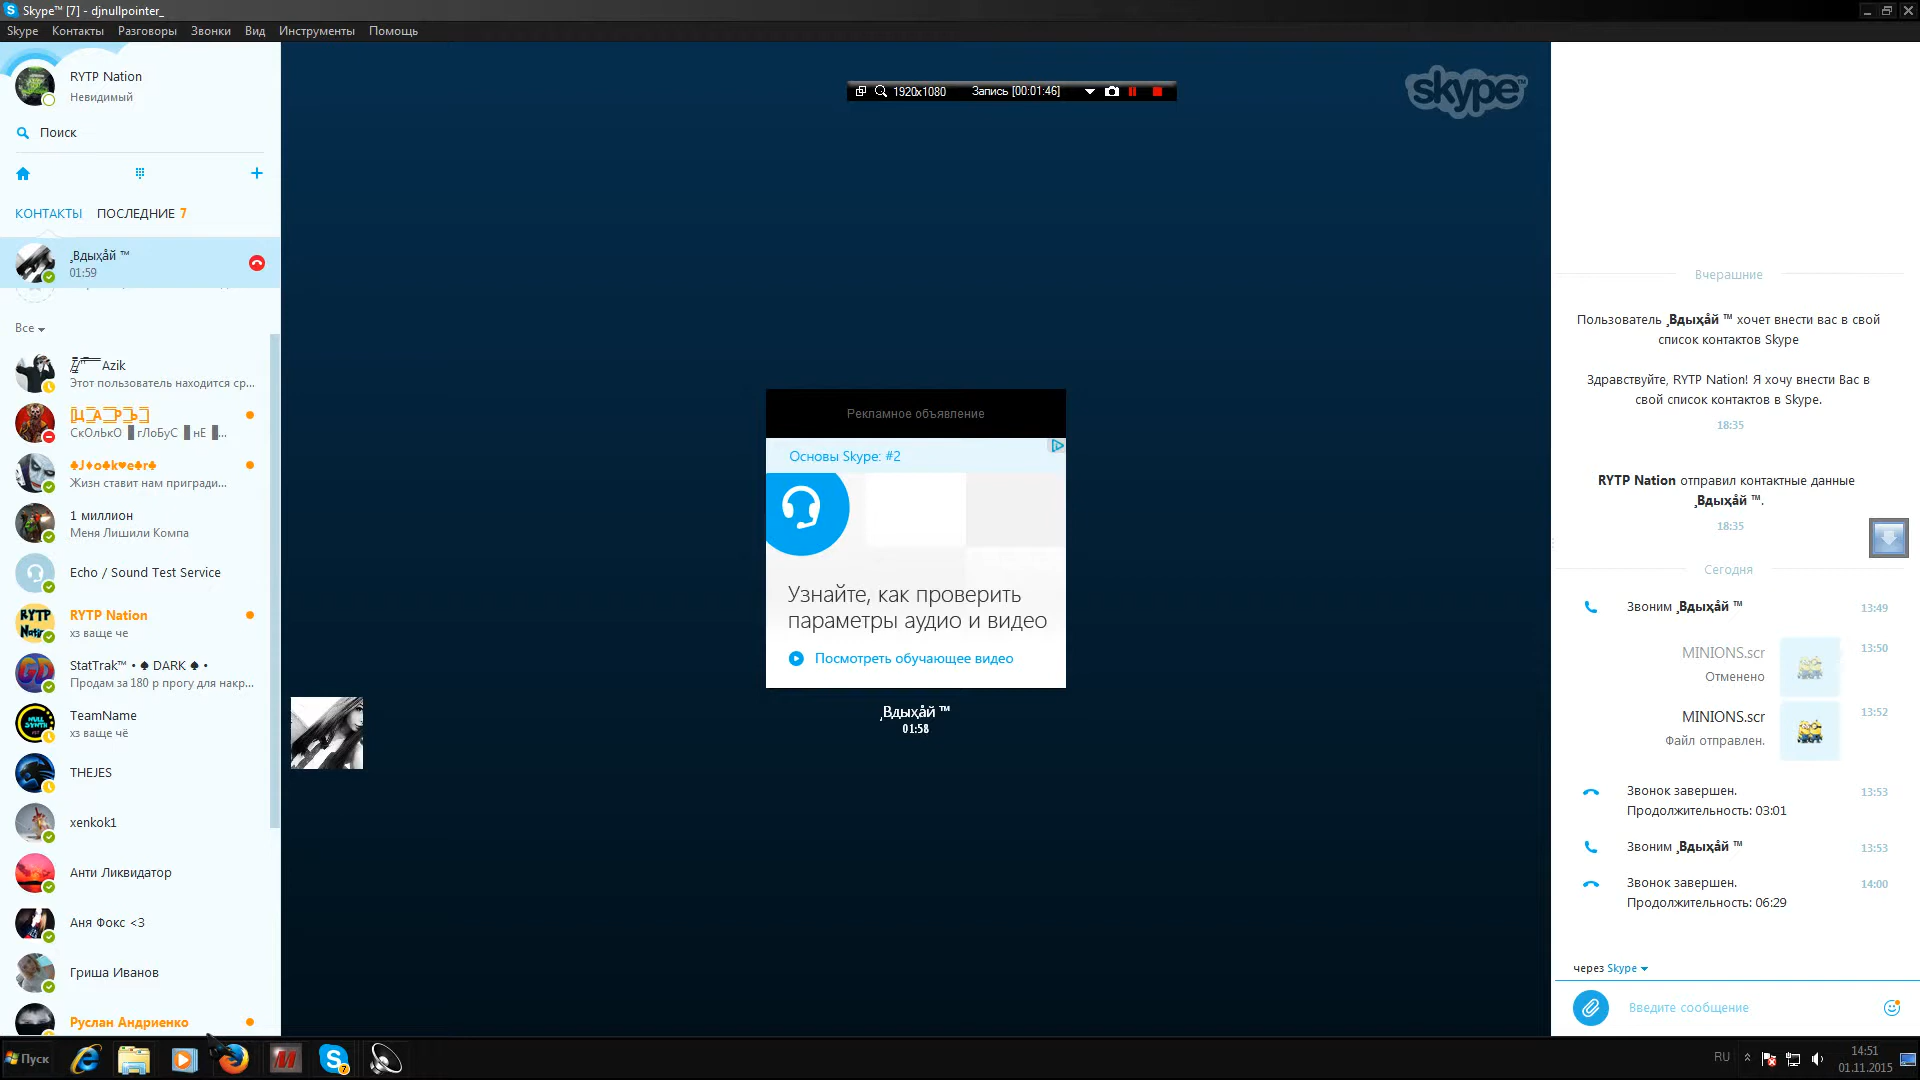 Skype™ [7] - djnullpointer_
Skype Контакты Разговоры Звонки Вид Инструменты Помощь
RYTP Nation
Невидимый
Поиск
КОНТАКТЫ ПОСЛЕДНИЕ 7
¸Вдыҳåй ™
01:59
Все
Azik
Этот пользователь находится ср...
Ц А Р Ь
СкОлЬкО ▐ гЛоБуС ▐ нЕ ▐...
♣J♦o♣k♥e♣r♣
Жизн ставит нам пригради...
1 миллион
Меня Лишили Компа
Echo / Sound Test Service
RYTP Nation
хз ваще че
StatTrak™ • ♠ DARK ♠ •
Продам за 180 р прогу для накр...
TeamName
хз ваще чё
THEJES
xenkok1
Анти Ликвидатор
Аня Фокс <3
Гриша Иванов
Руслан Андриенко
1920x1080 Запись [00:01:46]
skype™
Рекламное объявление
Основы Skype: #2
Узнайте, как проверить
параметры аудио и видео
Посмотреть обучающее видео
¸Вдыҳåй ™
01:58
Вчерашние
Пользователь ¸Вдыҳåй ™ хочет внести вас в свой
список контактов Skype
Здравствуйте, RYTP Nation! Я хочу внести Вас в
свой список контактов в Skype.
18:35
RYTP Nation отправил контактные данные
¸Вдыҳåй ™.
18:35
Сегодня
Звоним ¸Вдыҳåй ™ 13:49
MINIONS.scr 13:50
Отменено
MINIONS.scr 13:52
Файл отправлен.
Звонок завершен. 13:53
Продолжительность: 03:01
Звоним ¸Вдыҳåй ™ 13:53
Звонок завершен. 14:00
Продолжительность: 06:29
через Skype
Введите сообщение
Пуск
7
RU
14:51
01.11.2015